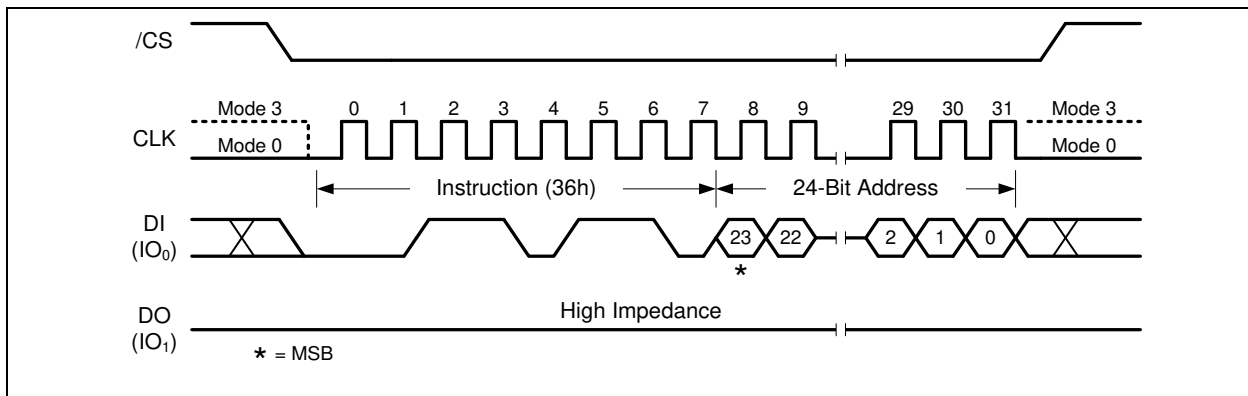 /CS
Mode 3 0 1 2 3 4 5 6 7 8 9 29 30 31 Mode 3
CLK
Mode 0 Mode 0
Instruction (36h) 24-Bit Address
DI
(IO0)
23 22 2 1 0
*
High Impedance
DO
(IO1)
* = MSB